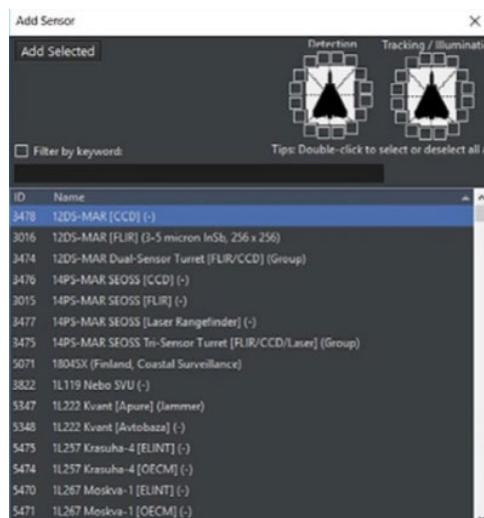 Add Sensor
Add Selected
Detection
Tracking / Illuminati
Filter by keyword:
Tips: Double-click to select or deselect all
ID Name
3478 12DS-MAR [CCD] (-)
3016 12DS-MAR [FLIR] (3-5 micron InSb, 256 x 256)
3474 12DS-MAR Dual-Sensor Turret [FLIR/CCD] (Group)
3476 14PS-MAR SEOSS [CCD] (-)
3015 14PS-MAR SEOSS [FLIR] (-)
3477 14PS-MAR SEOSS [Laser Rangefinder] (-)
3475 14PS-MAR SEOSS Tri-Sensor Turret [FLIR/CCD/Laser] (Group)
5071 18045X (Finland, Coastal Surveillance)
3822 1L119 Nebo SVU (-)
5347 1L222 Kvant [Apure] (Jammer)
5348 1L222 Kvant [Avtobaza] (-)
5475 1L257 Krasuha-4 [ELINT] (-)
5474 1L257 Krasuha-4 [OECM] (-)
5470 1L267 Moskva-1 [ELINT] (-)
5471 1L267 Moskva-1 [OECM] (-)